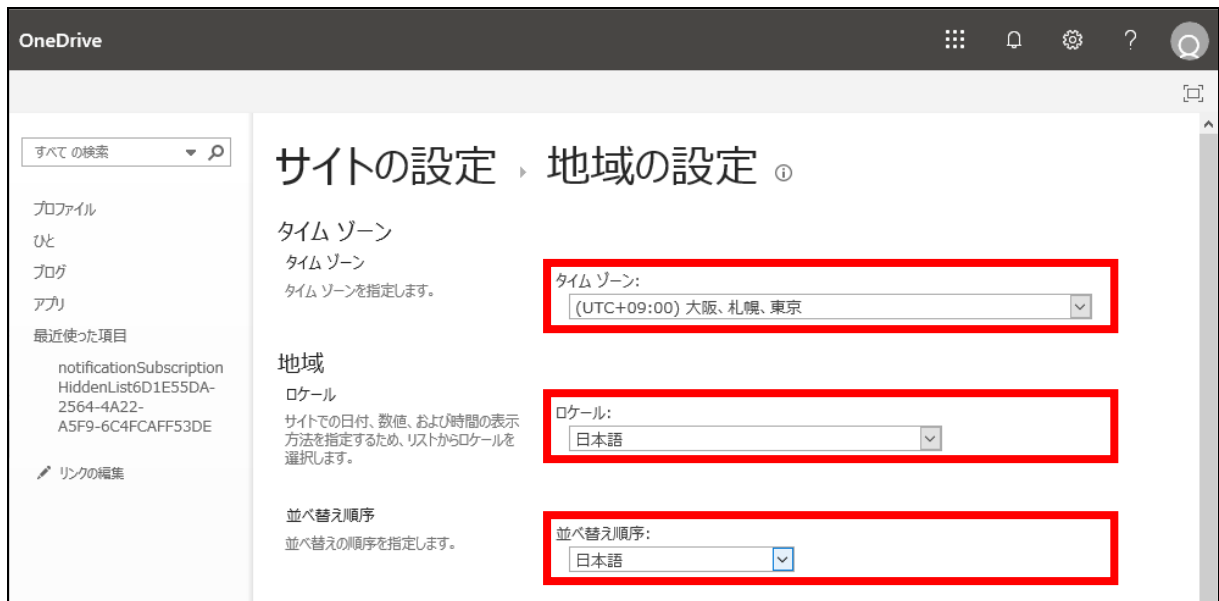 OneDrive
?
すべて の検索
プロファイル
ひと
ブログ
アプリ
最近使った項目
notificationSubscription
HiddenList6D1E55DA-
2564-4A22-
A5F9-6C4FCAFF53DE
リンクの編集
サイトの設定 ▸ 地域の設定
タイム ゾーン
タイム ゾーン
タイム ゾーンを指定します。
タイム ゾーン:
(UTC+09:00) 大阪、札幌、東京
地域
ロケール
サイトでの日付、数値、および時間の表示
方法を指定するため、リストからロケールを
選択します。
ロケール:
日本語
並べ替え順序
並べ替えの順序を指定します。
並べ替え順序:
日本語